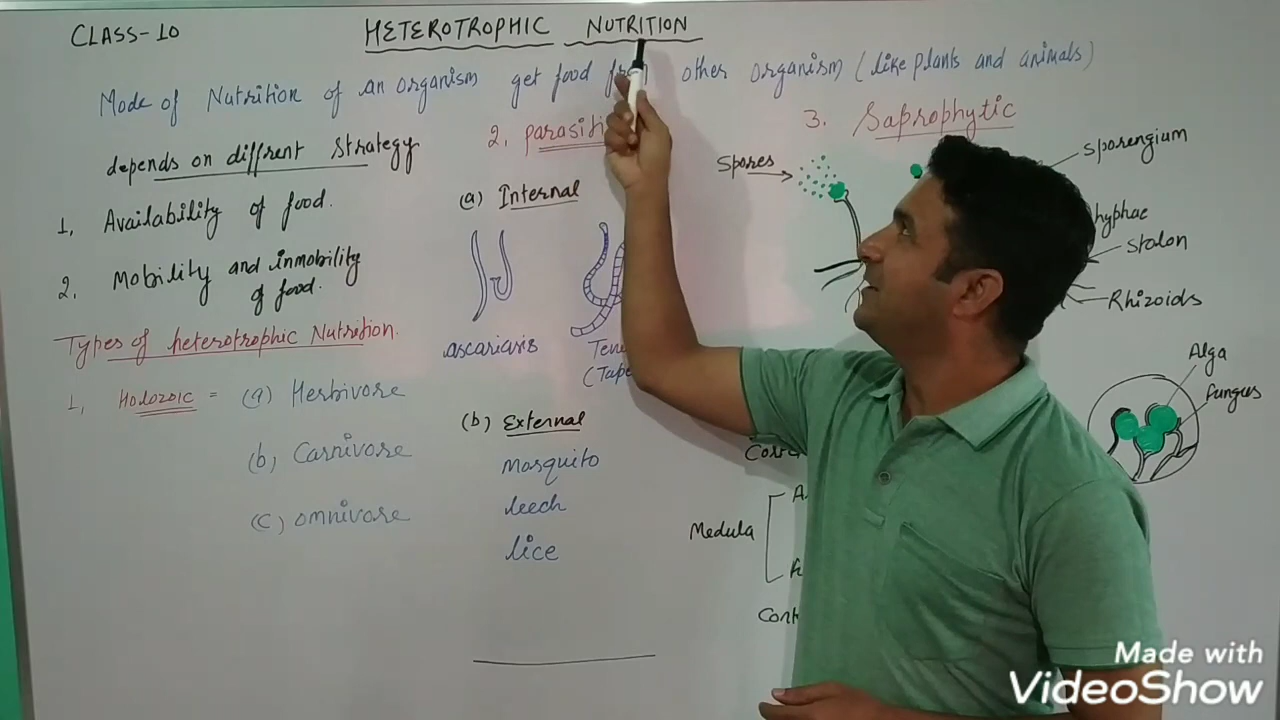 CLASS-10
HETEROTROPHIC NUTRITION
Mode of Nutrition of an organism get food from other organism (like plants and animals)
depends on diffrent strategy
1. Availability of food.
2. Mobility and inmobility
of food.
Types of heterotrophic Nutrition.
1. Holozoic = (a) Herbivore
(b) Carnivore
(c) omnivore
2. parasiti
(a) Internal
ascariasis
(b) External
mosquito
leech
lice
3. Saprophytic
Spores
sporengium
hyphae
stolon
Rhizoids
Alga
fungus
Medula
Made with
VideoShow